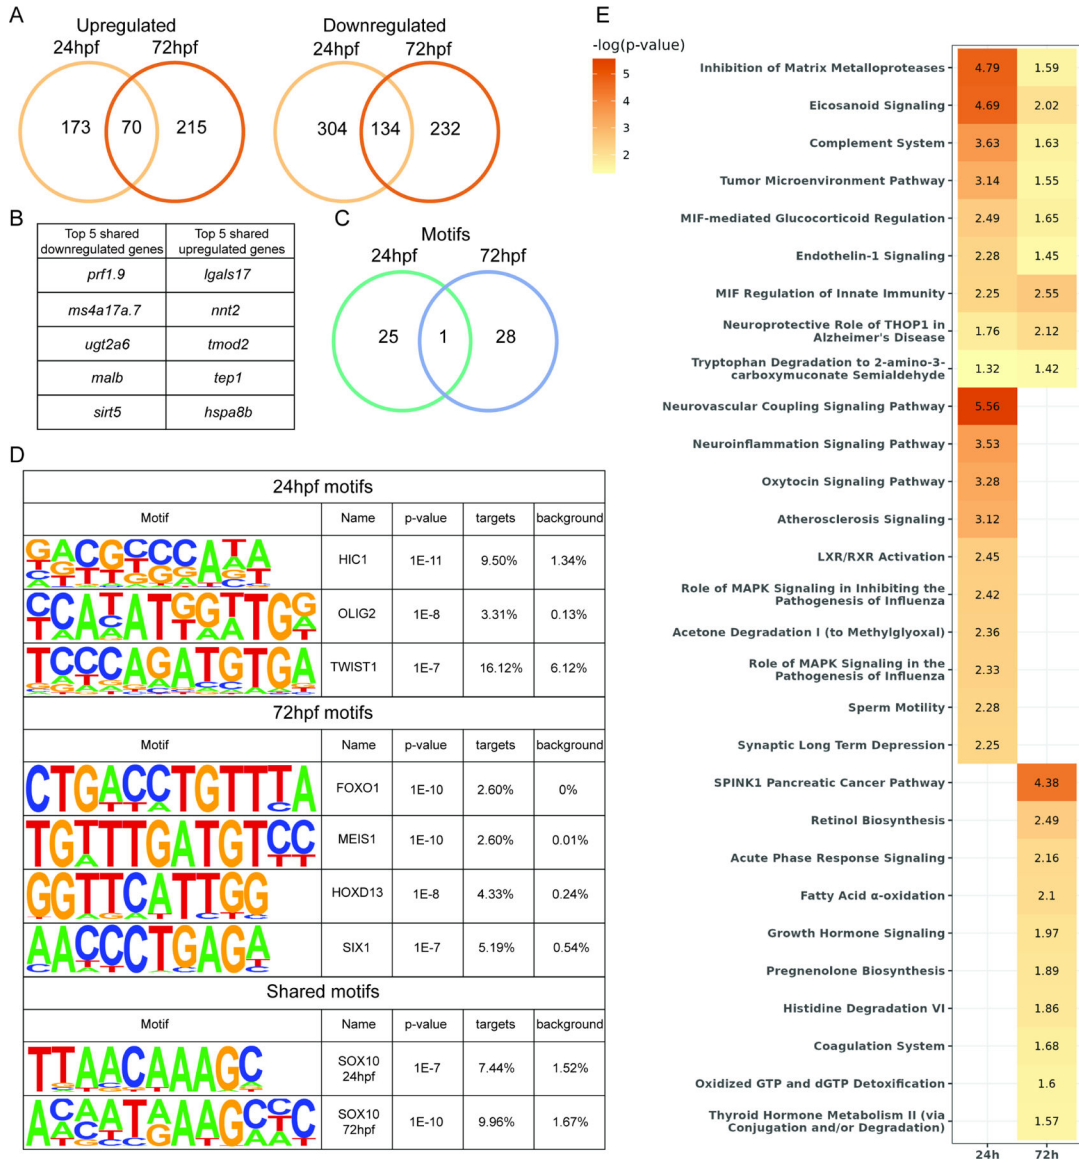 A
Upregulated
24hpf 72hpf
173 70 215
Downregulated
24hpf 72hpf
304 134 232
B
Top 5 shared downregulated genes Top 5 shared upregulated genes
prf1.9 lgals17
ms4a17a.7 nnt2
ugt2a6 tmod2
malb tep1
sirt5 hspa8b
C
Motifs
24hpf 72hpf
25 1 28
D
24hpf motifs
Motif Name p-value targets background
HIC1 1E-11 9.50% 1.34%
OLIG2 1E-8 3.31% 0.13%
TWIST1 1E-7 16.12% 6.12%
72hpf motifs
Name p-value targets background
FOXO1 1E-10 2.60% 0%
MEIS1 1E-10 2.60% 0.01%
HOXD13 1E-8 4.33% 0.24%
SIX1 1E-7 5.19% 0.54%
Shared motifs
Motif Name p-value targets background
SOX10 24hpf 1E-7 7.44% 1.52%
SOX10 72hpf 1E-10 9.96% 1.67%
E
-log(p-value)
5
4
3
2
Inhibition of Matrix Metalloproteases 4.79 1.59
Eicosanoid Signaling 4.69 2.02
Complement System 3.63 1.63
Tumor Microenvironment Pathway 3.14 1.55
MIF-mediated Glucocorticoid Regulation 2.49 1.65
Endothelin-1 Signaling 2.28 1.45
MIF Regulation of Innate Immunity 2.25 2.55
Neuroprotective Role of THOP1 in
Alzheimer's Disease 1.76 2.12
Tryptophan Degradation to 2-amino-3-
carboxymuconate Semialdehyde 1.32 1.42
Neurovascular Coupling Signaling Pathway 5.56
Neuroinflammation Signaling Pathway 3.53
Oxytocin Signaling Pathway 3.28
Atherosclerosis Signaling 3.12
LXR/RXR Activation 2.45
Role of MAPK Signaling in Inhibiting the
Pathogenesis of Influenza 2.42
Acetone Degradation I (to Methylglyoxal) 2.36
Role of MAPK Signaling in the
Pathogenesis of Influenza 2.33
Sperm Motility 2.28
Synaptic Long Term Depression 2.25
SPINK1 Pancreatic Cancer Pathway 4.38
Retinol Biosynthesis 2.49
Acute Phase Response Signaling 2.16
Fatty Acid α-oxidation 2.1
Growth Hormone Signaling 1.97
Pregnenolone Biosynthesis 1.89
Histidine Degradation VI 1.86
Coagulation System 1.68
Oxidized GTP and dGTP Detoxification 1.6
Thyroid Hormone Metabolism II (via
Conjugation and/or Degradation) 1.57
24h 72h